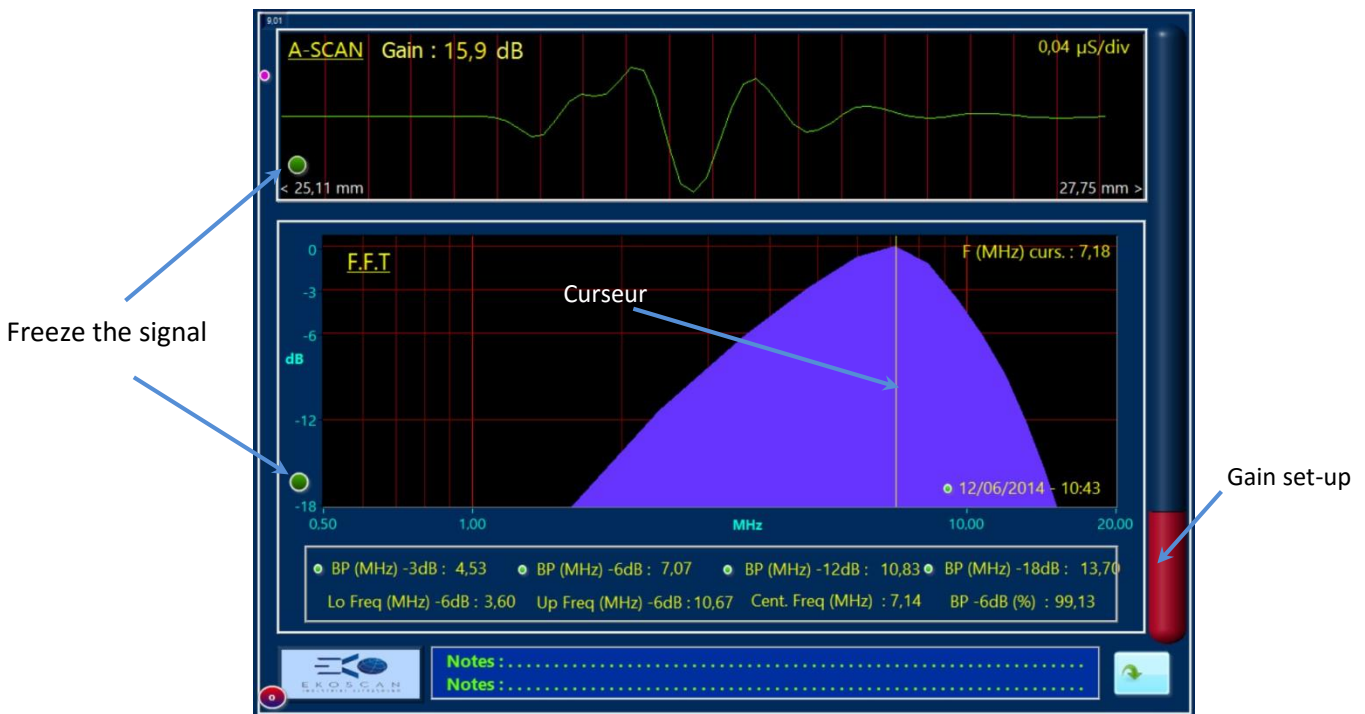 9,01
A-SCAN Gain : 15,9 dB 0,04 µS/div
< 25,11 mm 27,75 mm >
Freeze the signal
F.F.T
F (MHz) curs. : 7,18
Curseur
0
-3
-6
dB
-12
-18
12/06/2014 - 10:43
Gain set-up
0.50 1,00 MHz 10,00 20.00
BP (MHz) -3dB : 4,53 BP (MHz) -6dB : 7,07 BP (MHz) -12dB : 10,83 BP (MHz) -18dB : 13,70
Lo Freq (MHz) -6dB : 3,60 Up Freq (MHz) -6dB : 10,67 Cent. Freq (MHz) : 7,14 BP -6dB (%) : 99,13
EKOSCAN
INDUSTRIAL ULTRASOUND
Notes : . . . . . . . . . . . . . . . . . . . . . . . . . . . . . . . . . . . . . . . . . . . . . . . . . . . . . . . . . . . .
Notes : . . . . . . . . . . . . . . . . . . . . . . . . . . . . . . . . . . . . . . . . . . . . . . . . . . . . . . . . . . . .